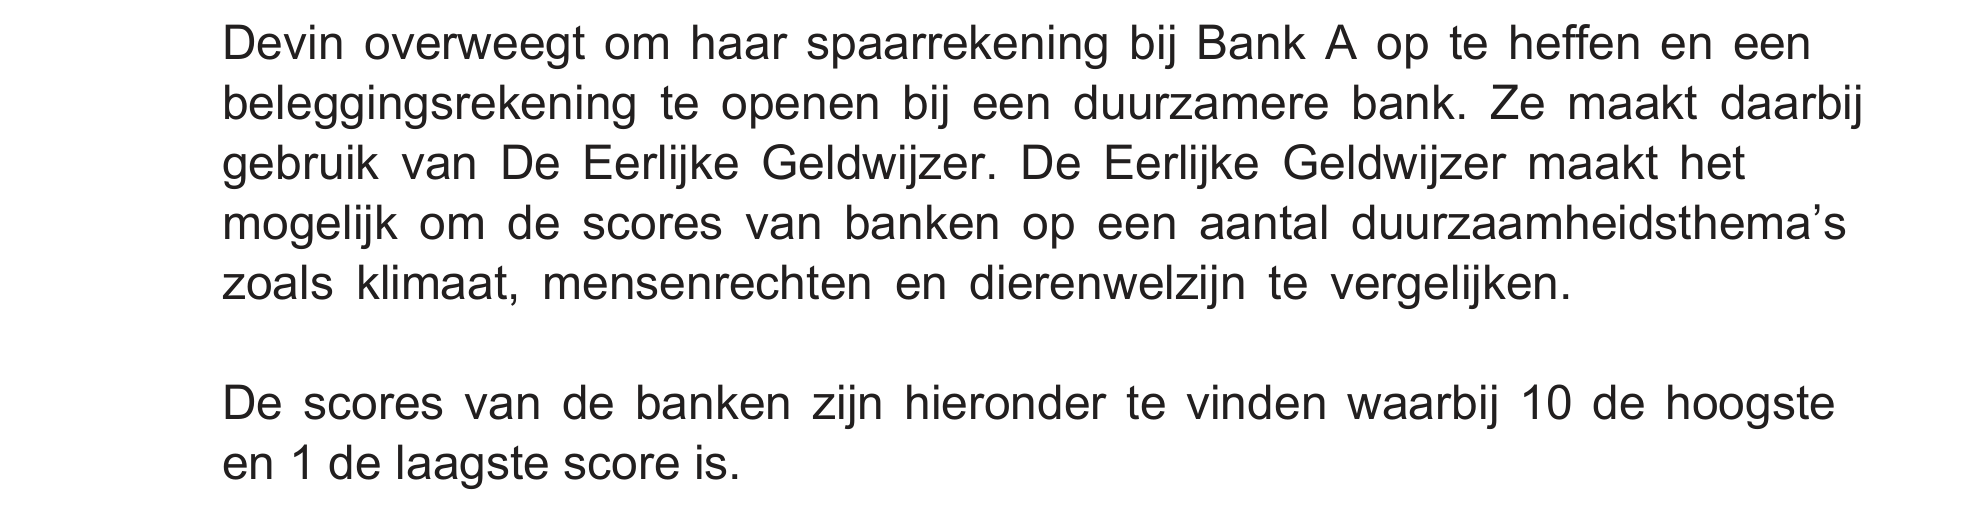 Devin overweegt om haar spaarrekening bij Bank A op te heffen en een
beleggingsrekening te openen bij een duurzamere bank. Ze maakt daarbij
gebruik van De Eerlijke Geldwijzer. De Eerlijke Geldwijzer maakt het
mogelijk om de scores van banken op een aantal duurzaamheidsthema’s
zoals klimaat, mensenrechten en dierenwelzijn te vergelijken.

De scores van de banken zijn hieronder te vinden waarbij 10 de hoogste
en 1 de laagste score is.